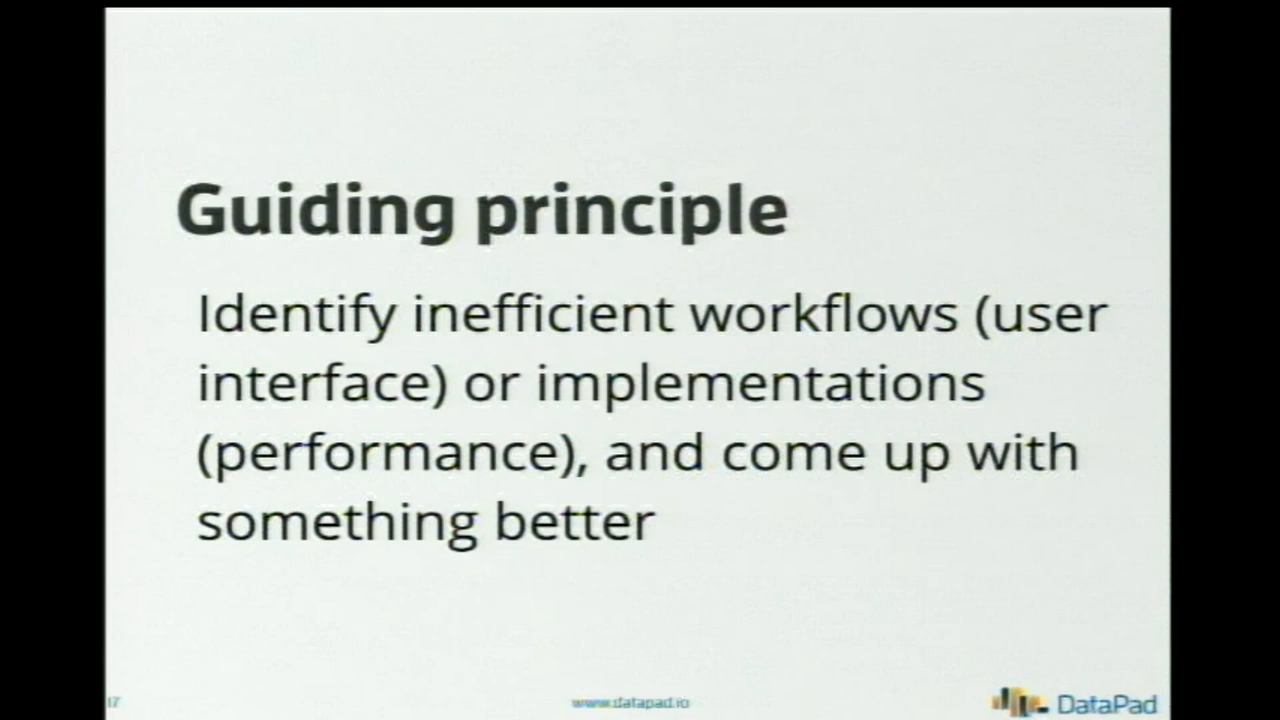 Guiding principle
Identify inefficient workflows (user
interface) or implementations
(performance), and come up with
something better
17
www.datapad.io
DataPad